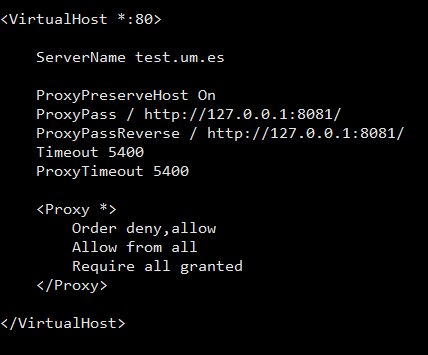 <VirtualHost *:80>
ServerName test.um.es
ProxyPreserveHost On
ProxyPass / http://127.0.0.1:8081/
ProxyPassReverse / http://127.0.0.1:8081/
Timeout 5400
ProxyTimeout 5400
<Proxy *>
Order deny,allow
Allow from all
Require all granted
</Proxy>
</VirtualHost>